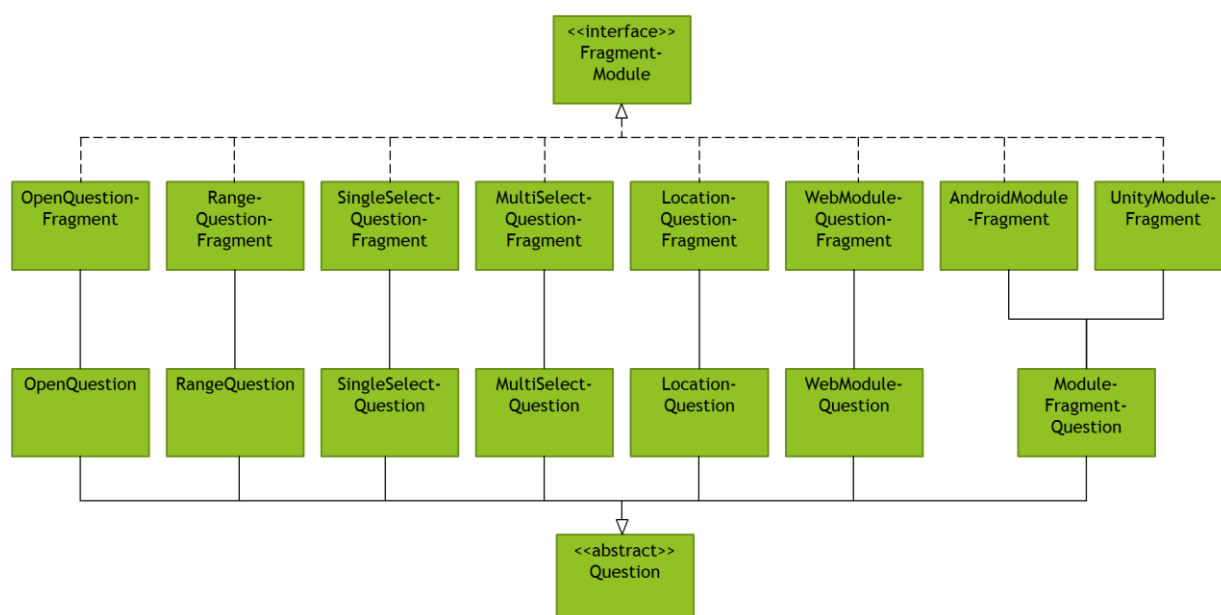 <<interface>>
Fragment-
Module
OpenQuestion-
Fragment
Range-
Question-
Fragment
SingleSelect-
Question-
Fragment
MultiSelect-
Question-
Fragment
Location-
Question-
Fragment
WebModule-
Question-
Fragment
AndroidModule
-Fragment
UnityModule-
Fragment
OpenQuestion
RangeQuestion
SingleSelect-
Question
MultiSelect-
Question
Location-
Question
WebModule-
Question
Module-
Fragment-
Question
<<abstract>>
Question